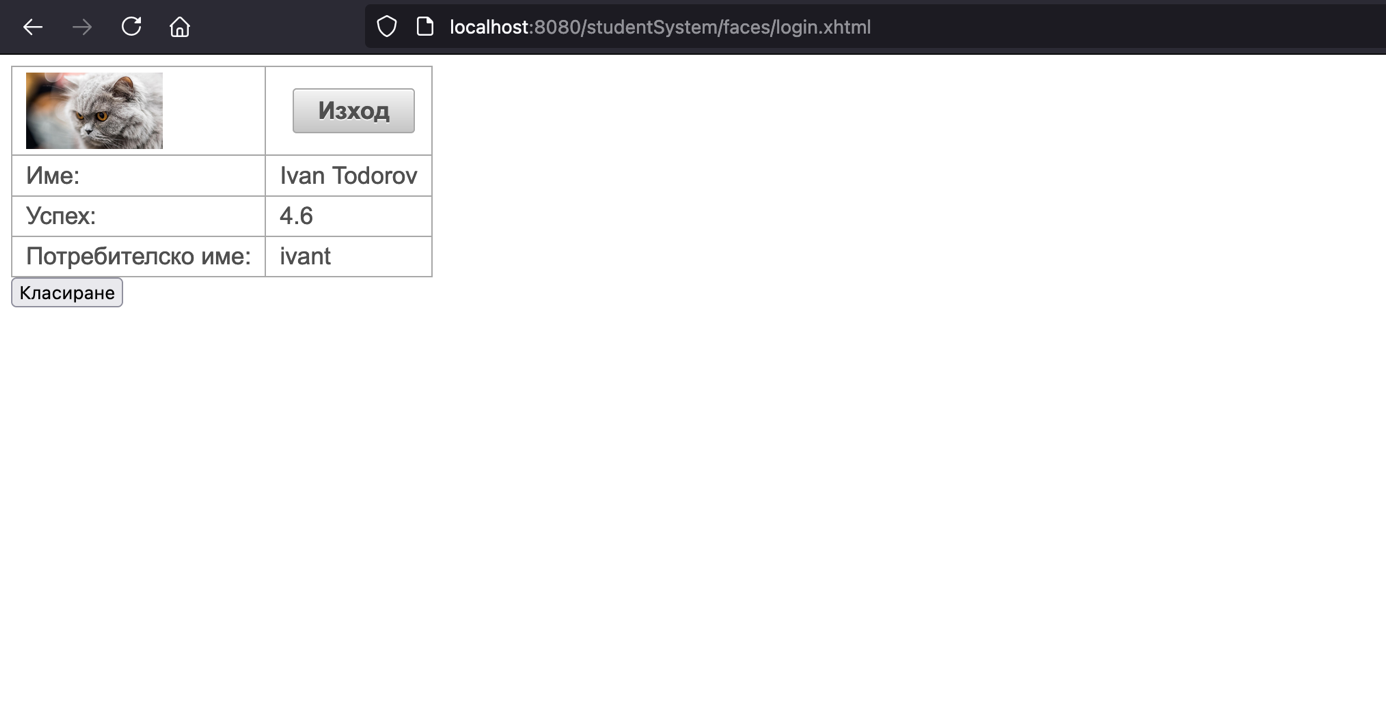 localhost:8080/studentSystem/faces/login.xhtml
Изход
Име: Ivan Todorov
Успех: 4.6
Потребителско име: ivant
Класиране